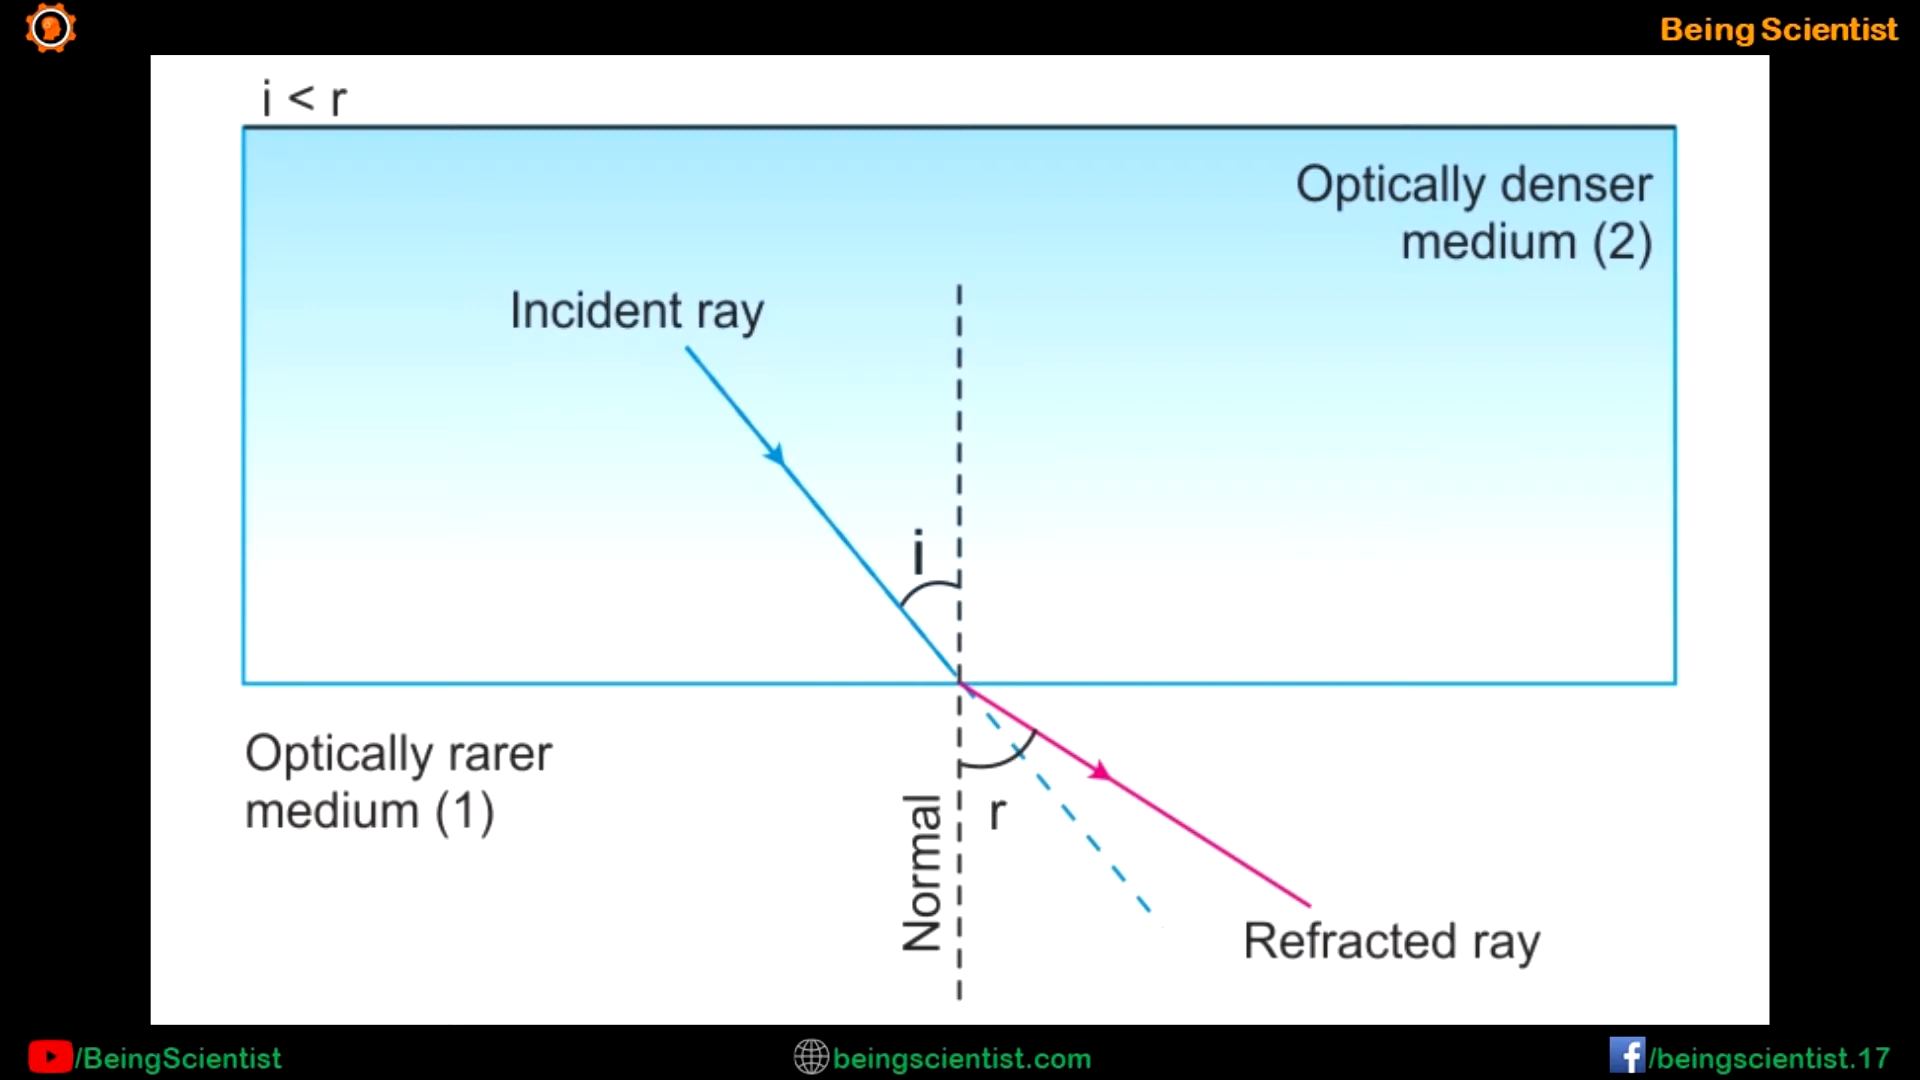 Being Scientist
i < r
Optically denser
medium (2)
Incident ray
i
Optically rarer
medium (1)
r
Normal
Refracted ray
/BeingScientist
beingscientist.com
/beingscientist.17